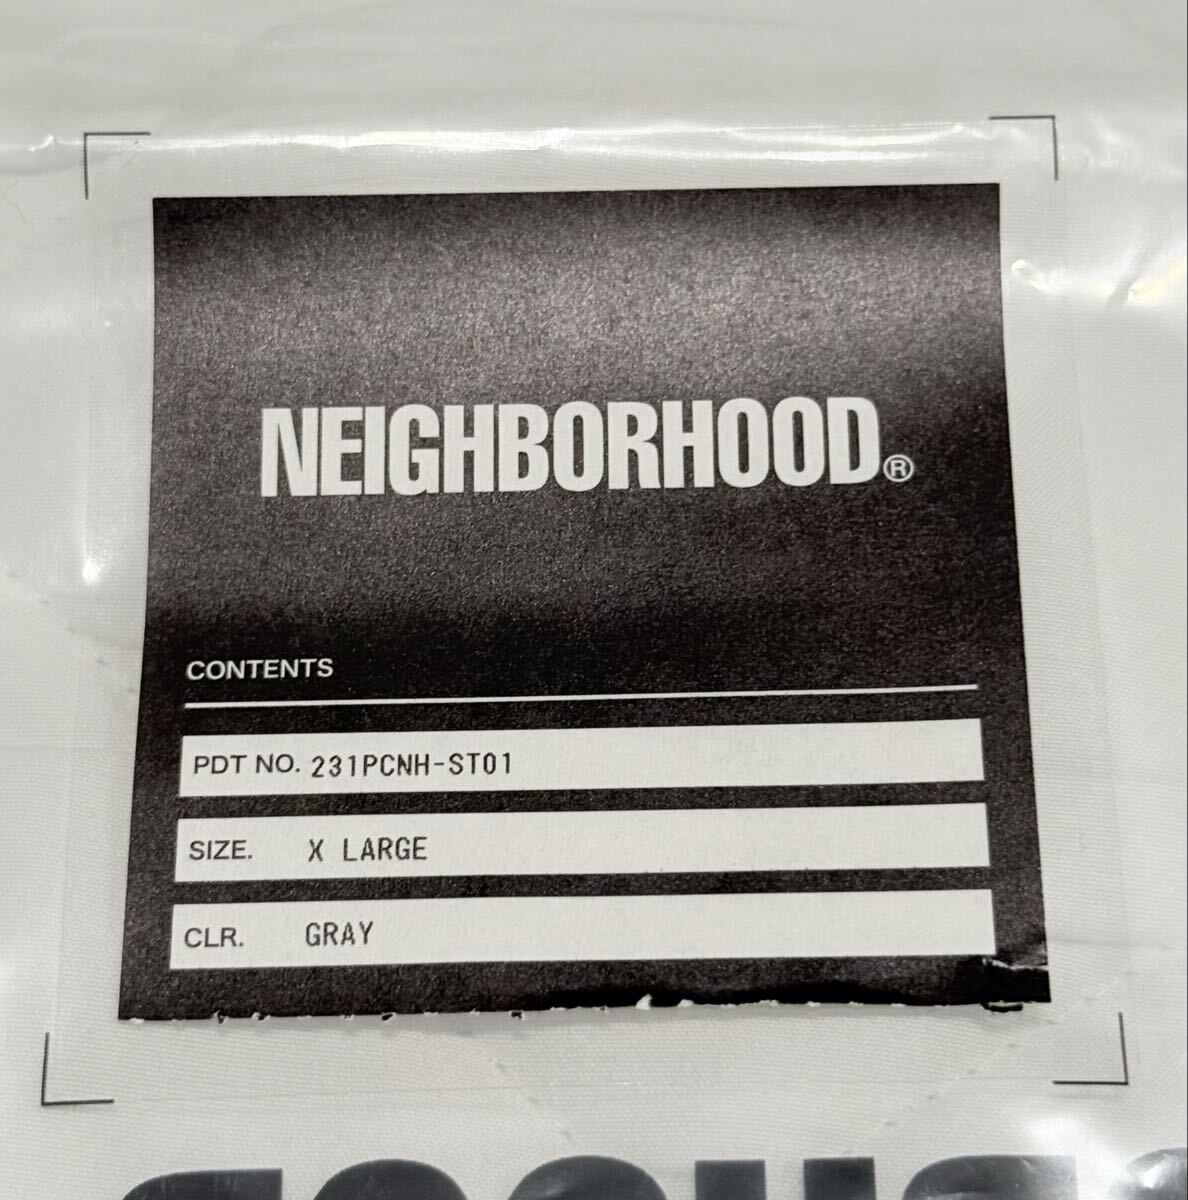 NEIGHBORHOOD®
CONTENTS
PDT NO. 231PCNH-ST01
SIZE. X LARGE
CLR. GRAY